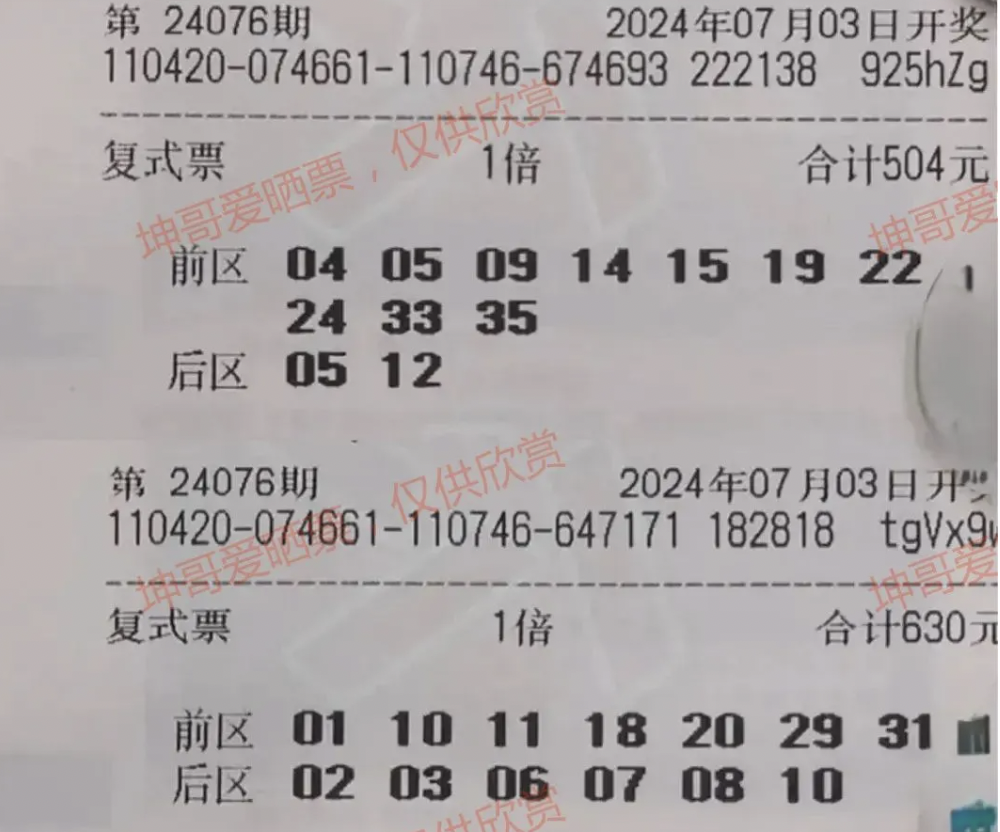 第 24076期 2024年07月03日开奖
110420-074661-110746-674693 222138 925hZg
复式票 1倍 合计504元
坤哥爱晒票，仅供欣赏
坤哥爱
前区 04 05 09 14 15 19 22
24 33 35
后区 05 12
第 24076期 2024年07月03日开奖
110420-074661-110746-647171 182818 tgVx9
坤哥爱晒票，仅供欣赏
坤哥爱
复式票 1倍 合计630元
前区 01 10 11 18 20 29 31
后区 02 03 06 07 08 10
仅供欣赏